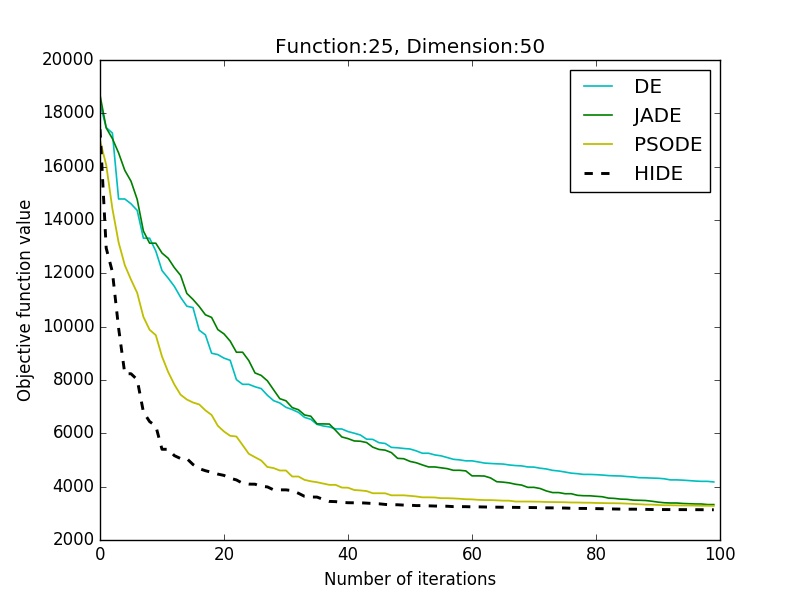 Function:25, Dimension:50
20000
18000
16000
14000
12000
10000
8000
6000
4000
2000
Objective function value
DE
JADE
PSODE
HIDE
0 20 40 60 80 100
Number of iterations